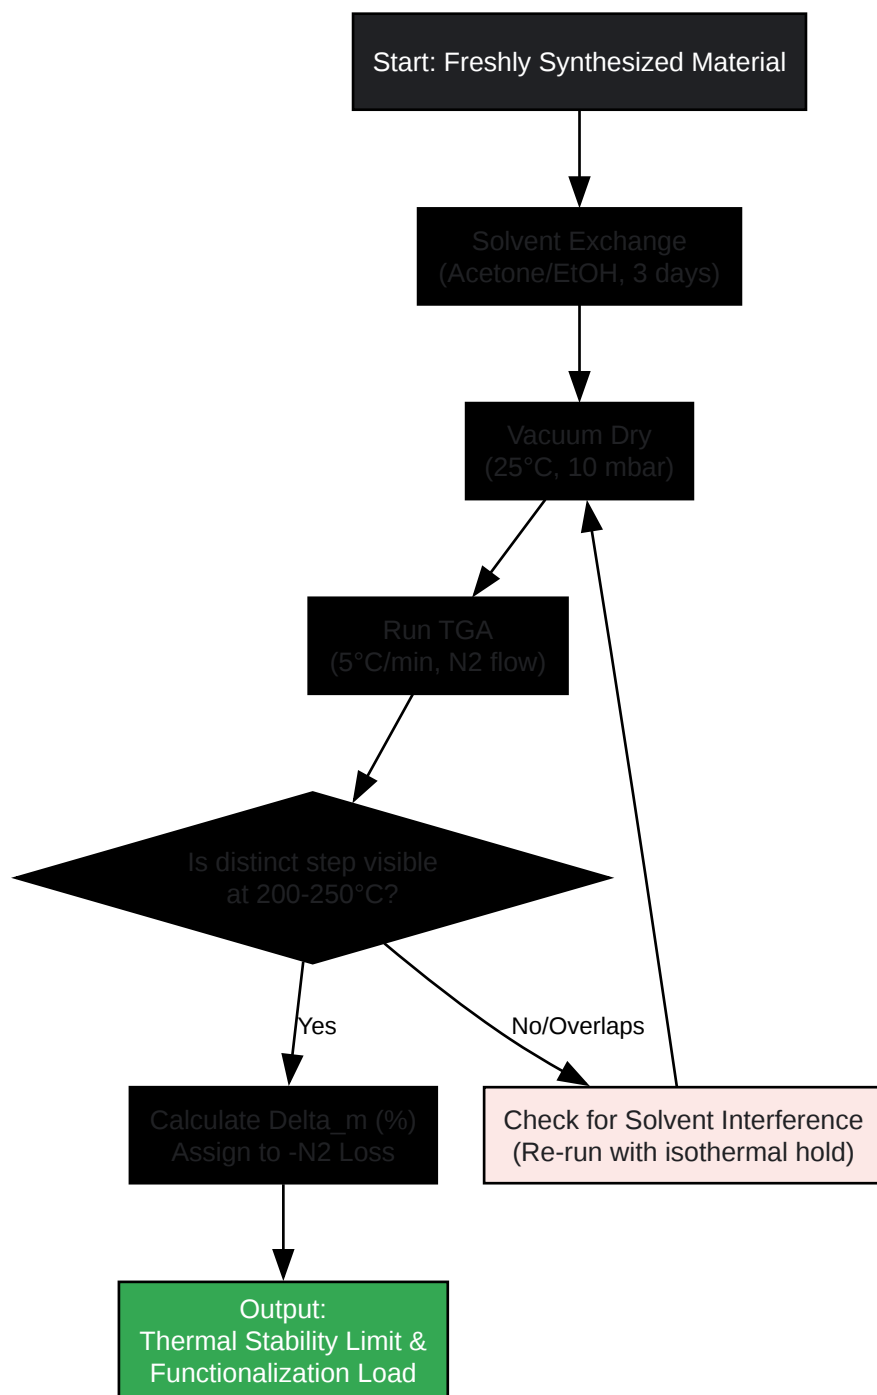 Start: Freshly Synthesized Material
Solvent Exchange
(Acetone/EtOH, 3 days)
Vacuum Dry
(25°C, 10 mbar)
Run TGA
(5°C/min, N2 flow)
Is distinct step visible
at 200-250°C?
Yes
No/Overlaps
Calculate Delta_m (%)
Assign to -N2 Loss
Check for Solvent Interference
(Re-run with isothermal hold)
Output:
Thermal Stability Limit &
Functionalization Load